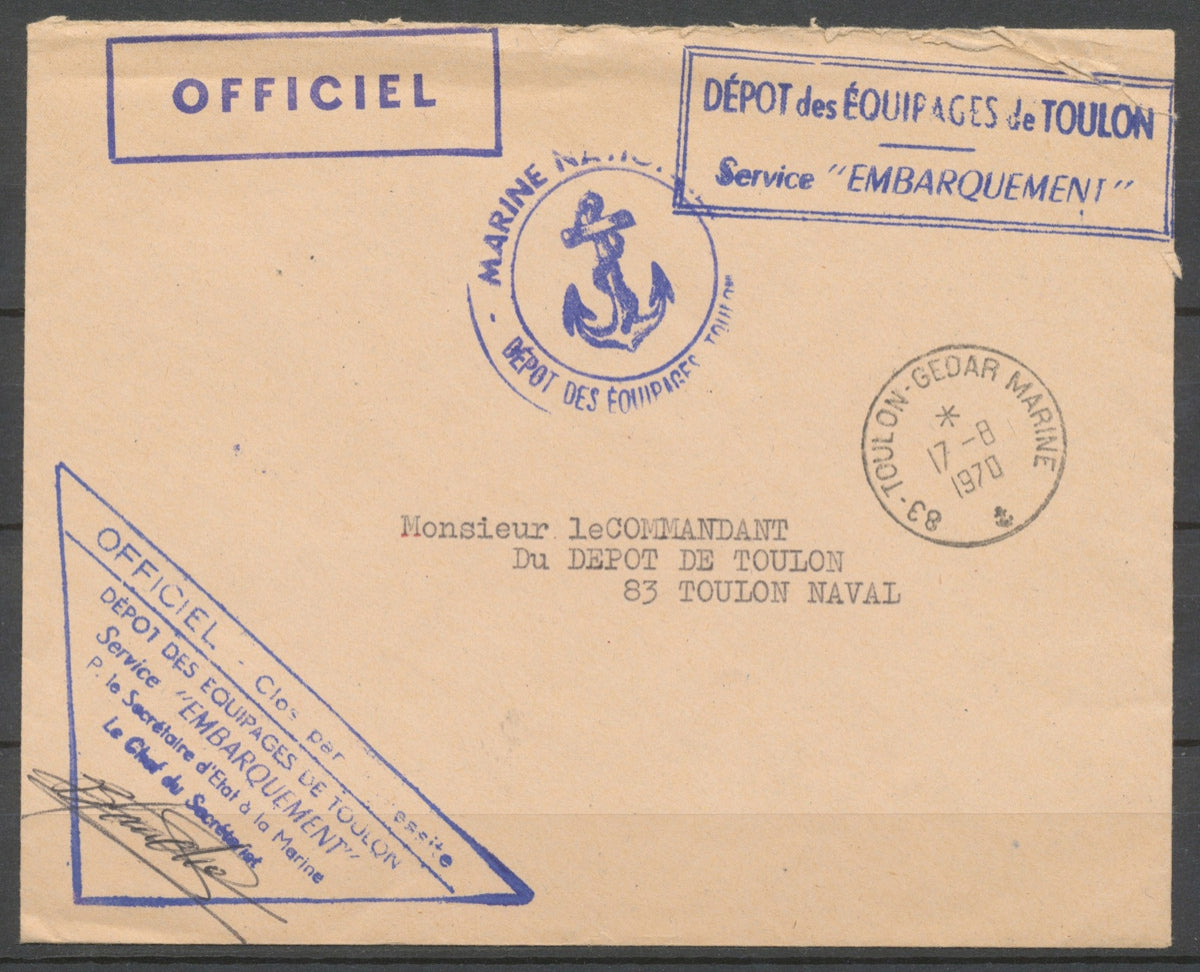 OFFICIEL
DÉPOT des ÉQUIPAGES de TOULON
Service "EMBARQUEMENT"
MARINE
DÉPOT DES ÉQUIPAGES TOULON
83-TOULON-GEDAR MARINE
*
17-8
1970
Monsieur leCOMMANDANT
Du DEPOT DE TOULON
83 TOULON NAVAL
OFFICIEL - Clos par
DÉPOT DES EQUIPAGES DE TOULON
Service "EMBARQUEMENT"
P. le Secrétaire d'Etat à la Marine
Le Chef du Secrétariat